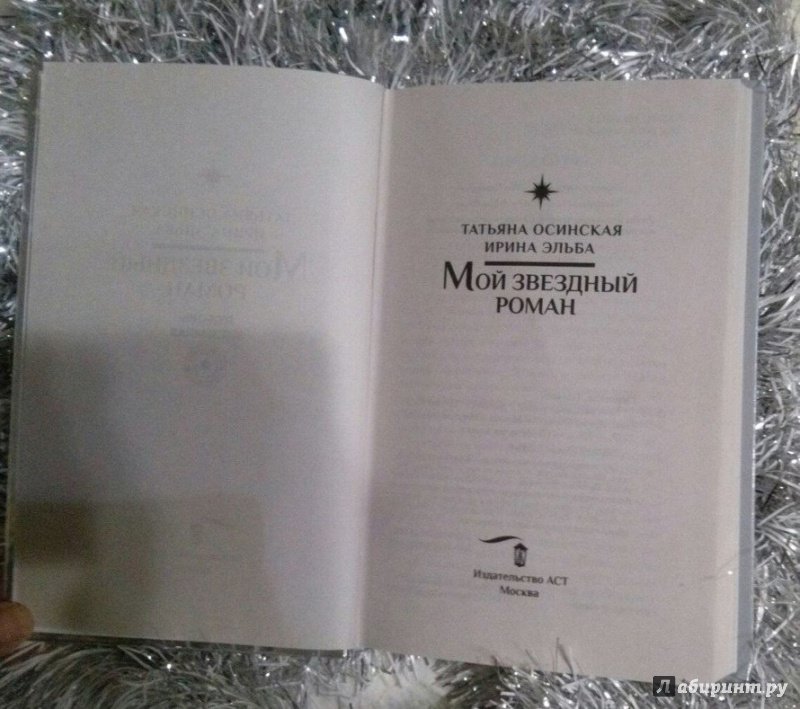 ТАТЬЯНА ОСИНСКАЯ
ИРИНА ЭЛЬБА
МОЙ ЗВЕЗДНЫЙ
РОМАН
Издательство АСТ
Москва
Лабиринт.ру